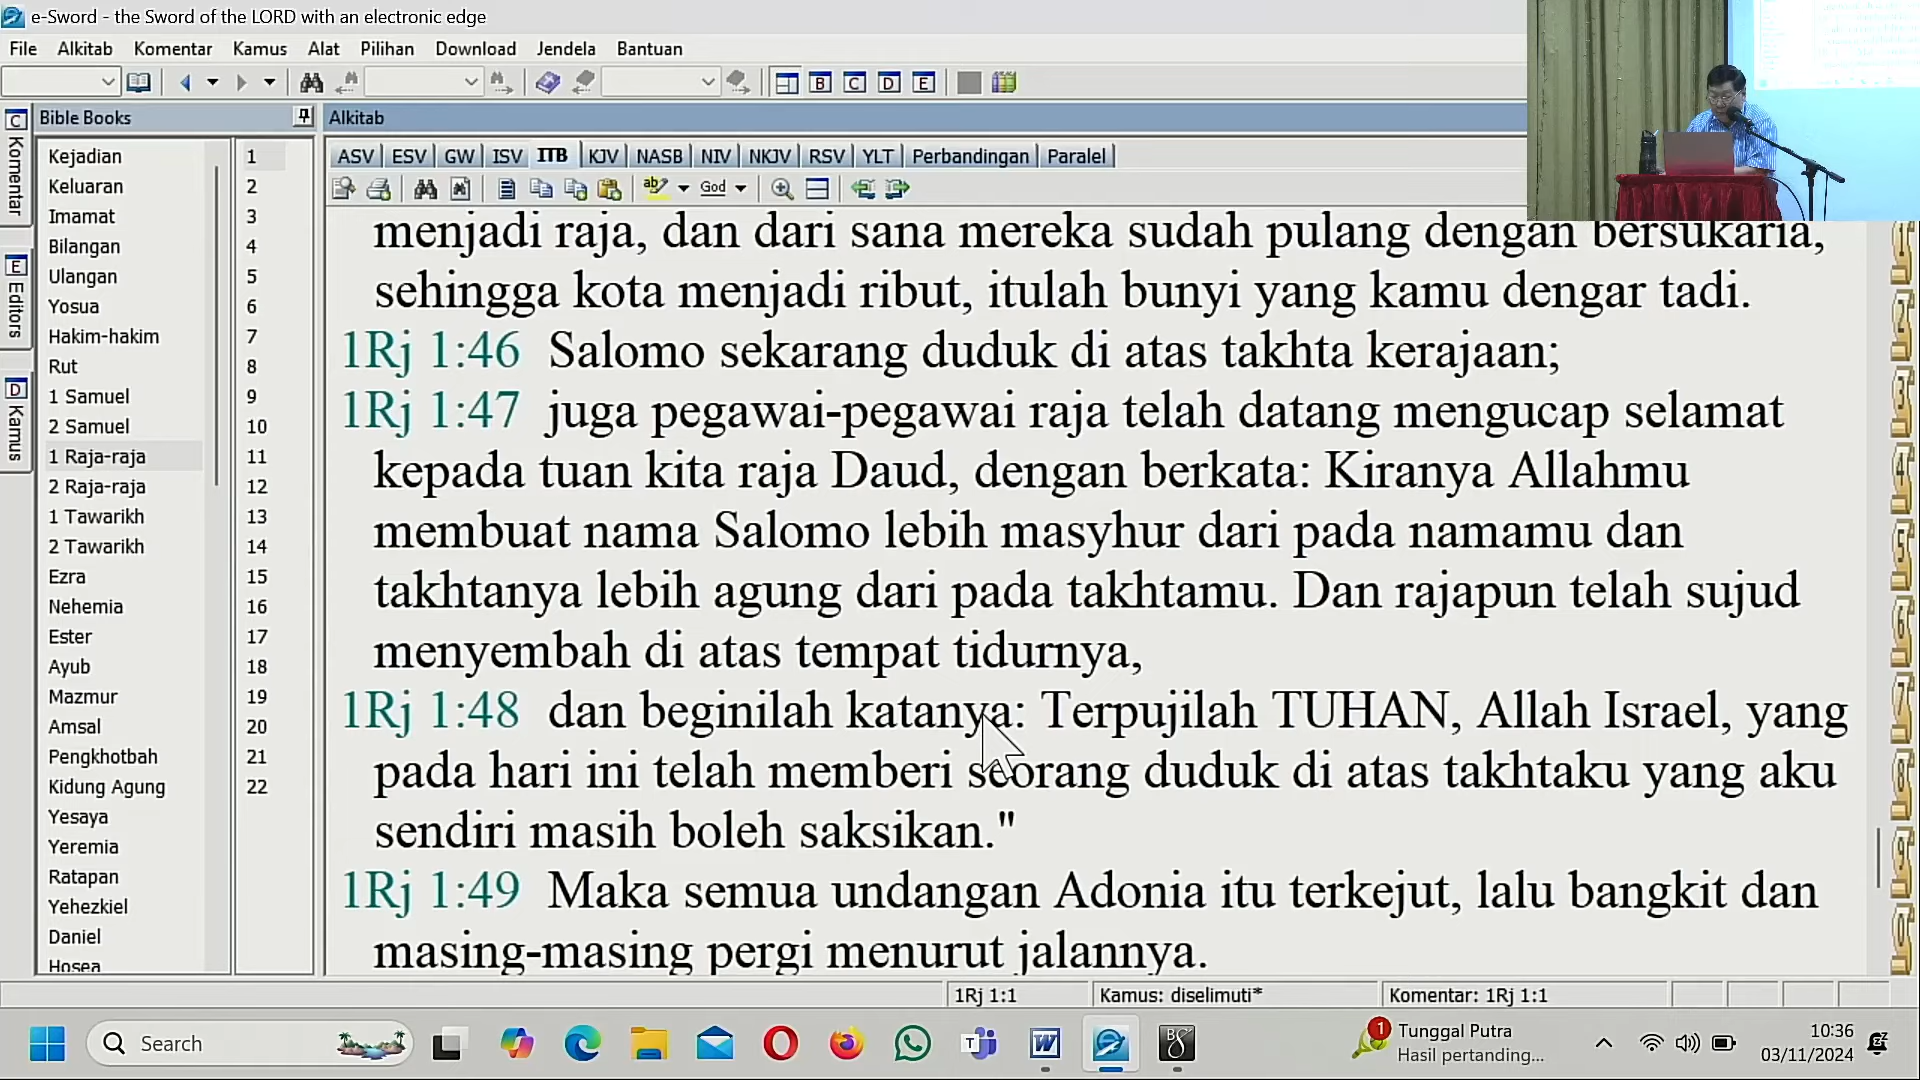 e-Sword - the Sword of the LORD with an electronic edge
File Alkitab Komentar Kamus Alat Pilihan Download Jendela Bantuan
B C D E
C Komentar
E Editors
D Kamus
Bible Books
Kejadian
Keluaran
Imamat
Bilangan
Ulangan
Yosua
Hakim-hakim
Rut
1 Samuel
2 Samuel
1 Raja-raja
2 Raja-raja
1 Tawarikh
2 Tawarikh
Ezra
Nehemia
Ester
Ayub
Mazmur
Amsal
Pengkhotbah
Kidung Agung
Yesaya
Yeremia
Ratapan
Yehezkiel
Daniel
Hosea
1
2
3
4
5
6
7
8
9
10
11
12
13
14
15
16
17
18
19
20
21
22
Alkitab
ASV ESV GW ISV ITB KJV NASB NIV NKJV RSV YLT Perbandingan Paralel
ab God
menjadi raja, dan dari sana mereka sudah pulang dengan bersukaria,
sehingga kota menjadi ribut, itulah bunyi yang kamu dengar tadi.
1Rj 1:46 Salomo sekarang duduk di atas takhta kerajaan;
1Rj 1:47 juga pegawai-pegawai raja telah datang mengucap selamat
kepada tuan kita raja Daud, dengan berkata: Kiranya Allahmu
membuat nama Salomo lebih masyhur dari pada namamu dan
takhtanya lebih agung dari pada takhtamu. Dan rajapun telah sujud
menyembah di atas tempat tidurnya,
1Rj 1:48 dan beginilah katanya: Terpujilah TUHAN, Allah Israel, yang
pada hari ini telah memberi seorang duduk di atas takhtaku yang aku
sendiri masih boleh saksikan."
1Rj 1:49 Maka semua undangan Adonia itu terkejut, lalu bangkit dan
masing-masing pergi menurut jalannya.
1
2
3
4
5
6
7
8
9
0
1Rj 1:1 Kamus: diselimuti* Komentar: 1Rj 1:1
Search
1 Tunggal Putra
Hasil pertanding...
10:36
03/11/2024